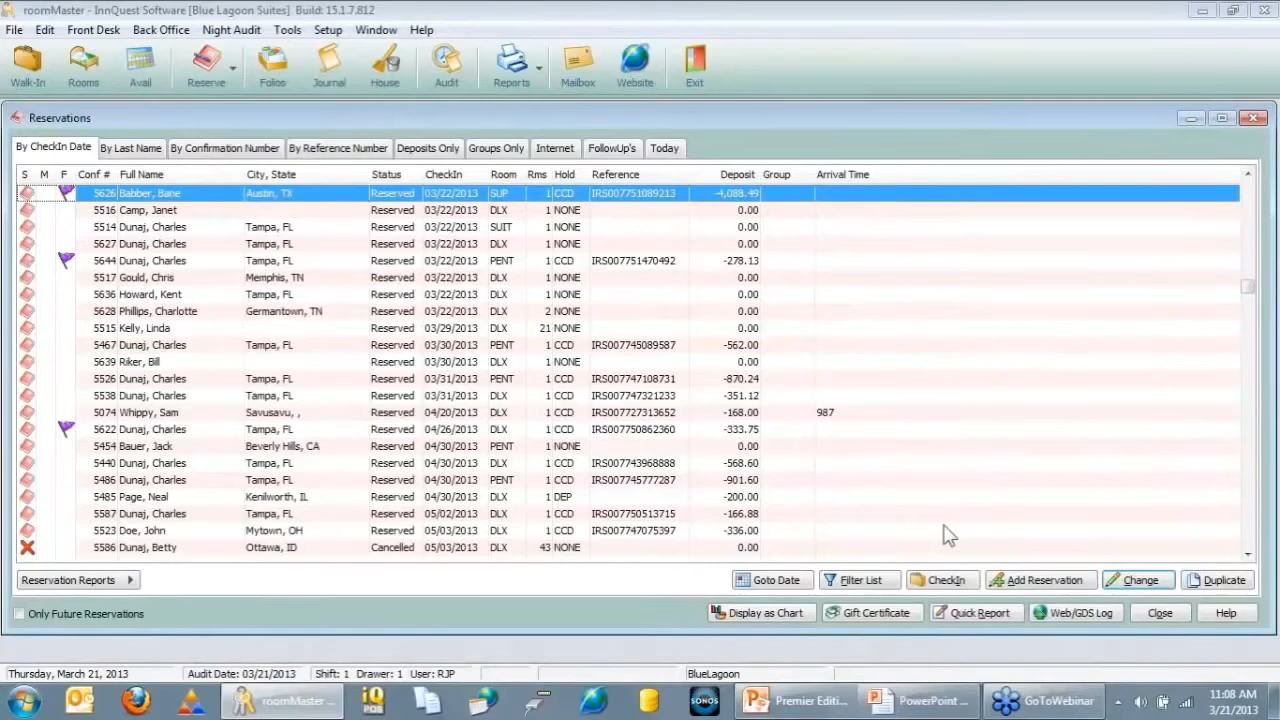 roomMaster - InnQuest Software [Blue Lagoon Suites] Build: 15.1.7.812
File Edit Front Desk Back Office Night Audit Tools Setup Window Help
Walk-In Rooms Avail Reserve Folios Journal House Audit Reports Mailbox Website Exit
Reservations
By CheckIn Date By Last Name By Confirmation Number By Reference Number Deposits Only Groups Only Internet FollowUp's Today
S M F Conf # Full Name City, State Status CheckIn Room Rms Hold Reference Deposit Group Arrival Time
5626 Babber, Bane Austin, TX Reserved 03/22/2013 SUP 1 CCD IRS007751089213 -4,088.49
5516 Camp, Janet Reserved 03/22/2013 DLX 1 NONE 0.00
5514 Dunaj, Charles Tampa, FL Reserved 03/22/2013 SUIT 1 NONE 0.00
5627 Dunaj, Charles Tampa, FL Reserved 03/22/2013 DLX 1 NONE 0.00
5644 Dunaj, Charles Tampa, FL Reserved 03/22/2013 PENT 1 CCD IRS007751470492 -278.13
5517 Gould, Chris Memphis, TN Reserved 03/22/2013 DLX 1 NONE 0.00
5636 Howard, Kent Tampa, FL Reserved 03/22/2013 DLX 1 NONE 0.00
5628 Phillips, Charlotte Germantown, TN Reserved 03/22/2013 DLX 2 NONE 0.00
5515 Kelly, Linda Reserved 03/29/2013 DLX 21 NONE 0.00
5467 Dunaj, Charles Tampa, FL Reserved 03/30/2013 PENT 1 CCD IRS007745089587 -562.00
5639 Riker, Bill Reserved 03/30/2013 DLX 1 NONE 0.00
5526 Dunaj, Charles Tampa, FL Reserved 03/31/2013 PENT 1 CCD IRS007747108731 -870.24
5538 Dunaj, Charles Tampa, FL Reserved 03/31/2013 DLX 1 CCD IRS007747321233 -351.12
5074 Whippy, Sam Savusavu, , Reserved 04/20/2013 DLX 1 CCD IRS007727313652 -168.00 987
5622 Dunaj, Charles Tampa, FL Reserved 04/26/2013 DLX 1 CCD IRS007750862360 -333.75
5454 Bauer, Jack Beverly Hills, CA Reserved 04/30/2013 PENT 1 NONE 0.00
5440 Dunaj, Charles Tampa, FL Reserved 04/30/2013 DLX 1 CCD IRS007743968888 -568.60
5486 Dunaj, Charles Tampa, FL Reserved 04/30/2013 PENT 1 CCD IRS007745777287 -901.60
5485 Page, Neal Kenilworth, IL Reserved 04/30/2013 DLX 1 DEP -200.00
5587 Dunaj, Charles Tampa, FL Reserved 05/02/2013 DLX 1 CCD IRS007750513715 -166.88
5523 Doe, John Mytown, OH Reserved 05/03/2013 DLX 1 CCD IRS007747075397 -336.00
5586 Dunaj, Betty Ottawa, ID Cancelled 05/03/2013 DLX 43 NONE 0.00
Reservation Reports Goto Date Filter List CheckIn Add Reservation Change Duplicate
Only Future Reservations Display as Chart Gift Certificate Quick Report Web/GDS Log Close Help
Thursday, March 21, 2013 Audit Date: 03/21/2013 Shift: 1 Drawer: 1 User: RJP BlueLagoon
roomMaster ... iQ POS SONOS Premier Editi... PowerPoint ... GoToWebinar 11:08 AM
3/21/2013